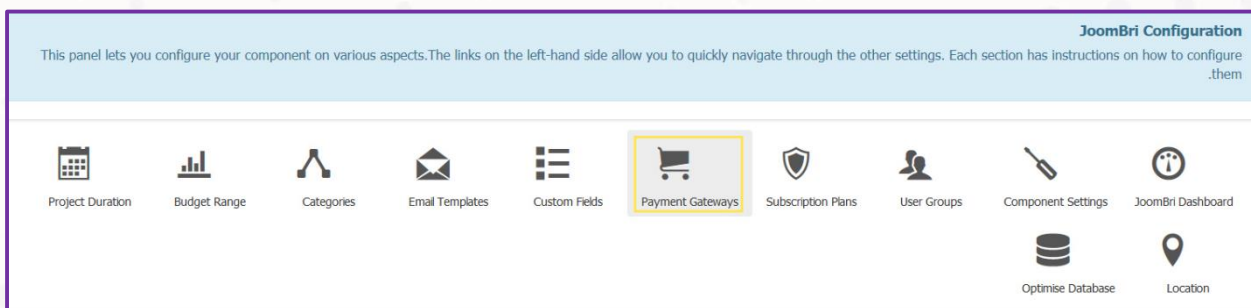 JoomBri Configuration
This panel lets you configure your component on various aspects.The links on the left-hand side allow you to quickly navigate through the other settings. Each section has instructions on how to configure
.them
Project Duration
Budget Range
Categories
Email Templates
Custom Fields
Payment Gateways
Subscription Plans
User Groups
Component Settings
JoomBri Dashboard
Optimise Database
Location